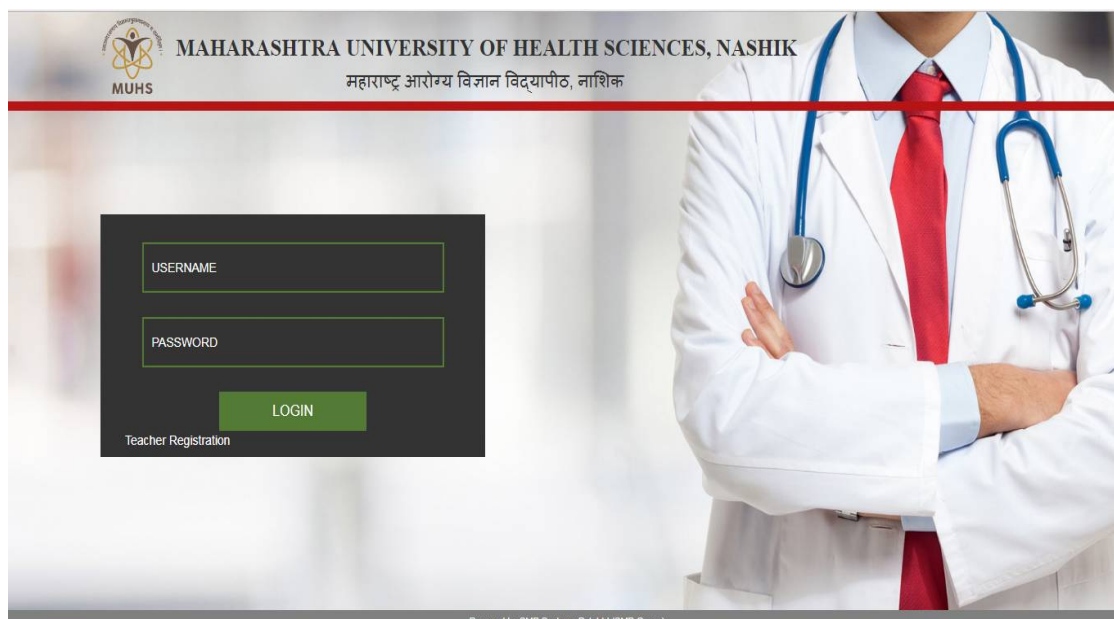 MAHARASHTRA UNIVERSITY OF HEALTH SCIENCES, NASHIK
महाराष्ट्र आरोग्य विज्ञान विद्यापीठ, नाशिक
MUHS
USERNAME
PASSWORD
LOGIN
Teacher Registration